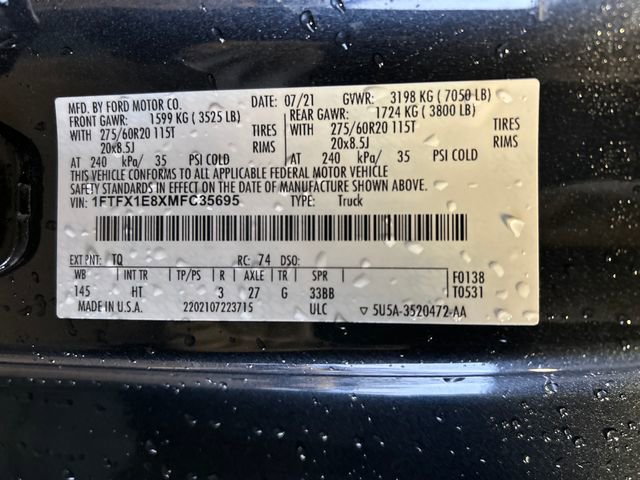 MFD. BY FORD MOTOR CO. DATE: 07/21 GVWR: 3198 KG ( 7050 LB)
FRONT GAWR: 1599 KG ( 3525 LB) REAR GAWR: 1724 KG ( 3800 LB)
WITH 275/60R20 115T TIRES WITH 275/60R20 115T TIRES
20x8.5J RIMS 20x8.5J RIMS
AT 240 kPa/ 35 PSI COLD AT 240 kPa/ 35 PSI COLD
THIS VEHICLE CONFORMS TO ALL APPLICABLE FEDERAL MOTOR VEHICLE
SAFETY STANDARDS IN EFFECT ON THE DATE OF MANUFACTURE SHOWN ABOVE.
VIN: 1FTFX1E8XMFC35695 TYPE: Truck
EXT PNT: TQ RC: 74 DSO:
WB INT TR TP/PS R AXLE TR SPR F0138
145 HT 3 27 G 33BB T0531
MADE IN U.S.A. 2202107223715 ULC 5U5A-3520472-AA